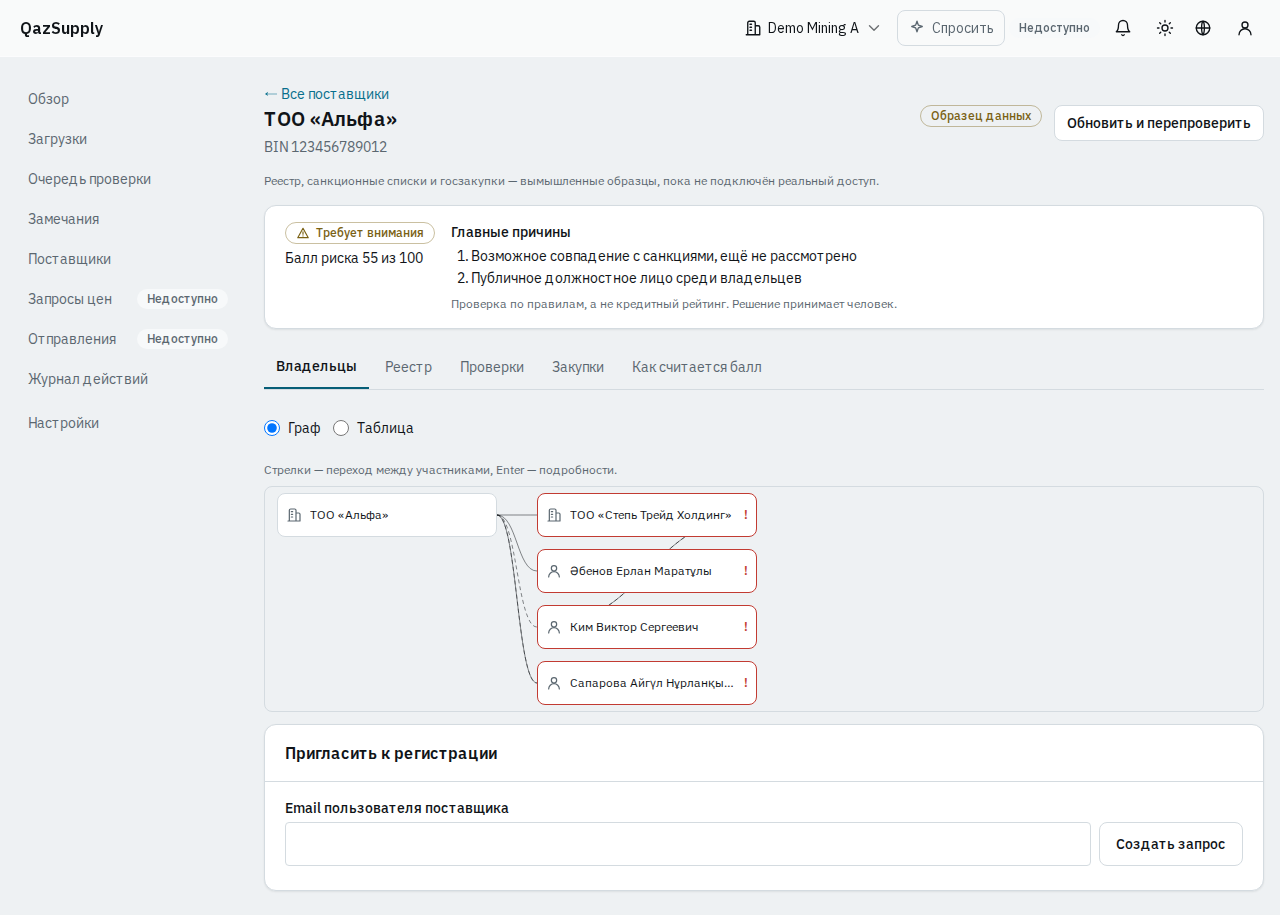 QazSupply
Demo Mining A
Спросить
Недоступно
Обзор
Загрузки
Очередь проверки
Замечания
Поставщики
Запросы цен Недоступно
Отправления Недоступно
Журнал действий
Настройки
← Все поставщики
ТОО «Альфа»
BIN 123456789012
Образец данных
Обновить и перепроверить
Реестр, санкционные списки и госзакупки — вымышленные образцы, пока не подключён реальный доступ.
Требует внимания
Балл риска 55 из 100
Главные причины
1. Возможное совпадение с санкциями, ещё не рассмотрено
2. Публичное должностное лицо среди владельцев
Проверка по правилам, а не кредитный рейтинг. Решение принимает человек.
Владельцы Реестр Проверки Закупки Как считается балл
Граф Таблица
Стрелки — переход между участниками, Enter — подробности.
ТОО «Альфа»
ТОО «Степь Трейд Холдинг» !
Әбенов Ерлан Маратұлы !
Ким Виктор Сергеевич !
Сапарова Айгүл Нұрланқы... !
Пригласить к регистрации
Email пользователя поставщика
Создать запрос